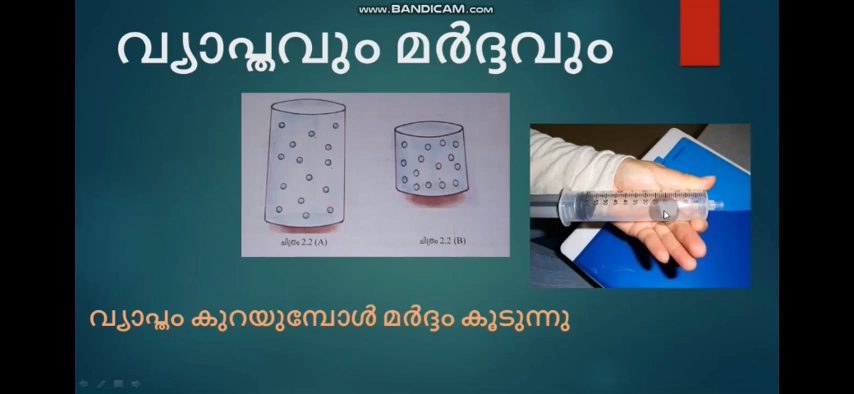 www.BANDICAM.com
വ്യാപ്തവും മർദ്ദവും
ചിത്രം 2.2 (A)
ചിത്രം 2.2 (B)
വ്യാപ്തം കുറയുമ്പോൾ മർദ്ദം കൂടുന്നു